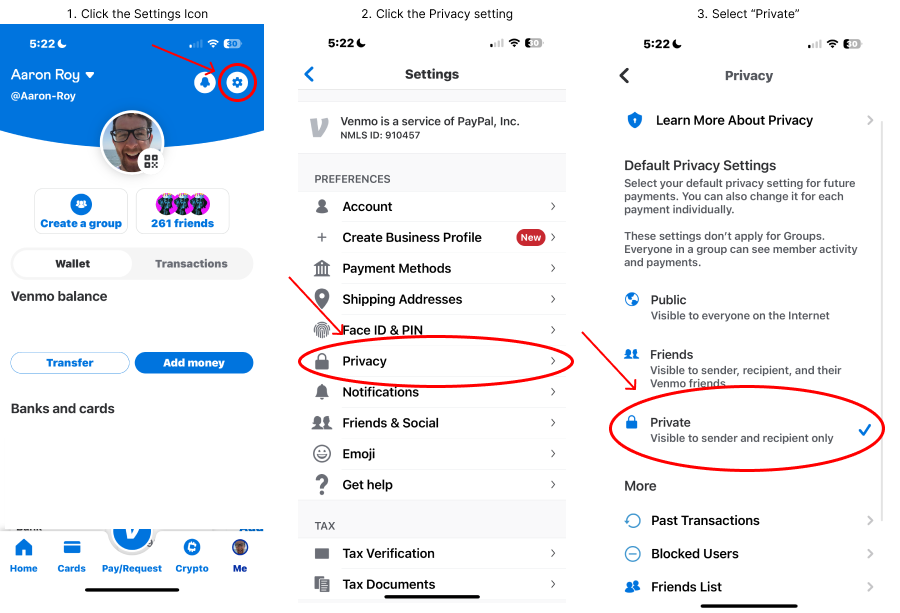 1. Click the Settings Icon
5:22
30
Aaron Roy
@Aaron-Roy
Create a group
261 friends
Wallet
Transactions
Venmo balance
Transfer
Add money
Banks and cards
Home
Cards
Pay/Request
Crypto
Me
2. Click the Privacy setting
5:22
30
Settings
Venmo is a service of PayPal, Inc.
NMLS ID: 910457
PREFERENCES
Account
Create Business Profile
New
Payment Methods
Shipping Addresses
Face ID & PIN
Privacy
Notifications
Friends & Social
Emoji
Get help
TAX
Tax Verification
Tax Documents
3. Select “Private”
5:22
30
Privacy
Learn More About Privacy
Default Privacy Settings
Select your default privacy setting for future
payments. You can also change it for each
payment individually.
These settings don’t apply for Groups.
Everyone in a group can see member activity
and payments.
Public
Visible to everyone on the Internet
Friends
Visible to sender, recipient, and their
Venmo friends
Private
Visible to sender and recipient only
More
Past Transactions
Blocked Users
Friends List